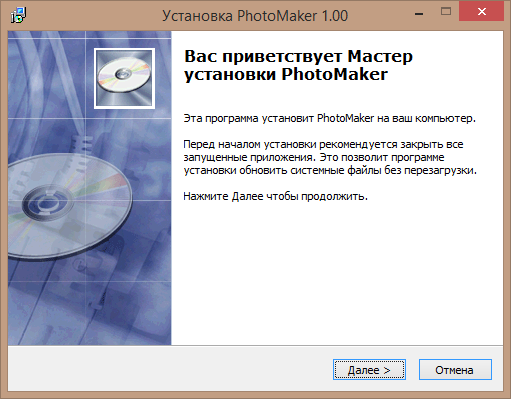 Установка PhotoMaker 1.00
Вас приветствует Мастер
установки PhotoMaker
Эта программа установит PhotoMaker на ваш компьютер.
Перед началом установки рекомендуется закрыть все
запущенные приложения. Это позволит программе
установки обновить системные файлы без перезагрузки.
Нажмите Далее чтобы продолжить.
Далее >
Отмена